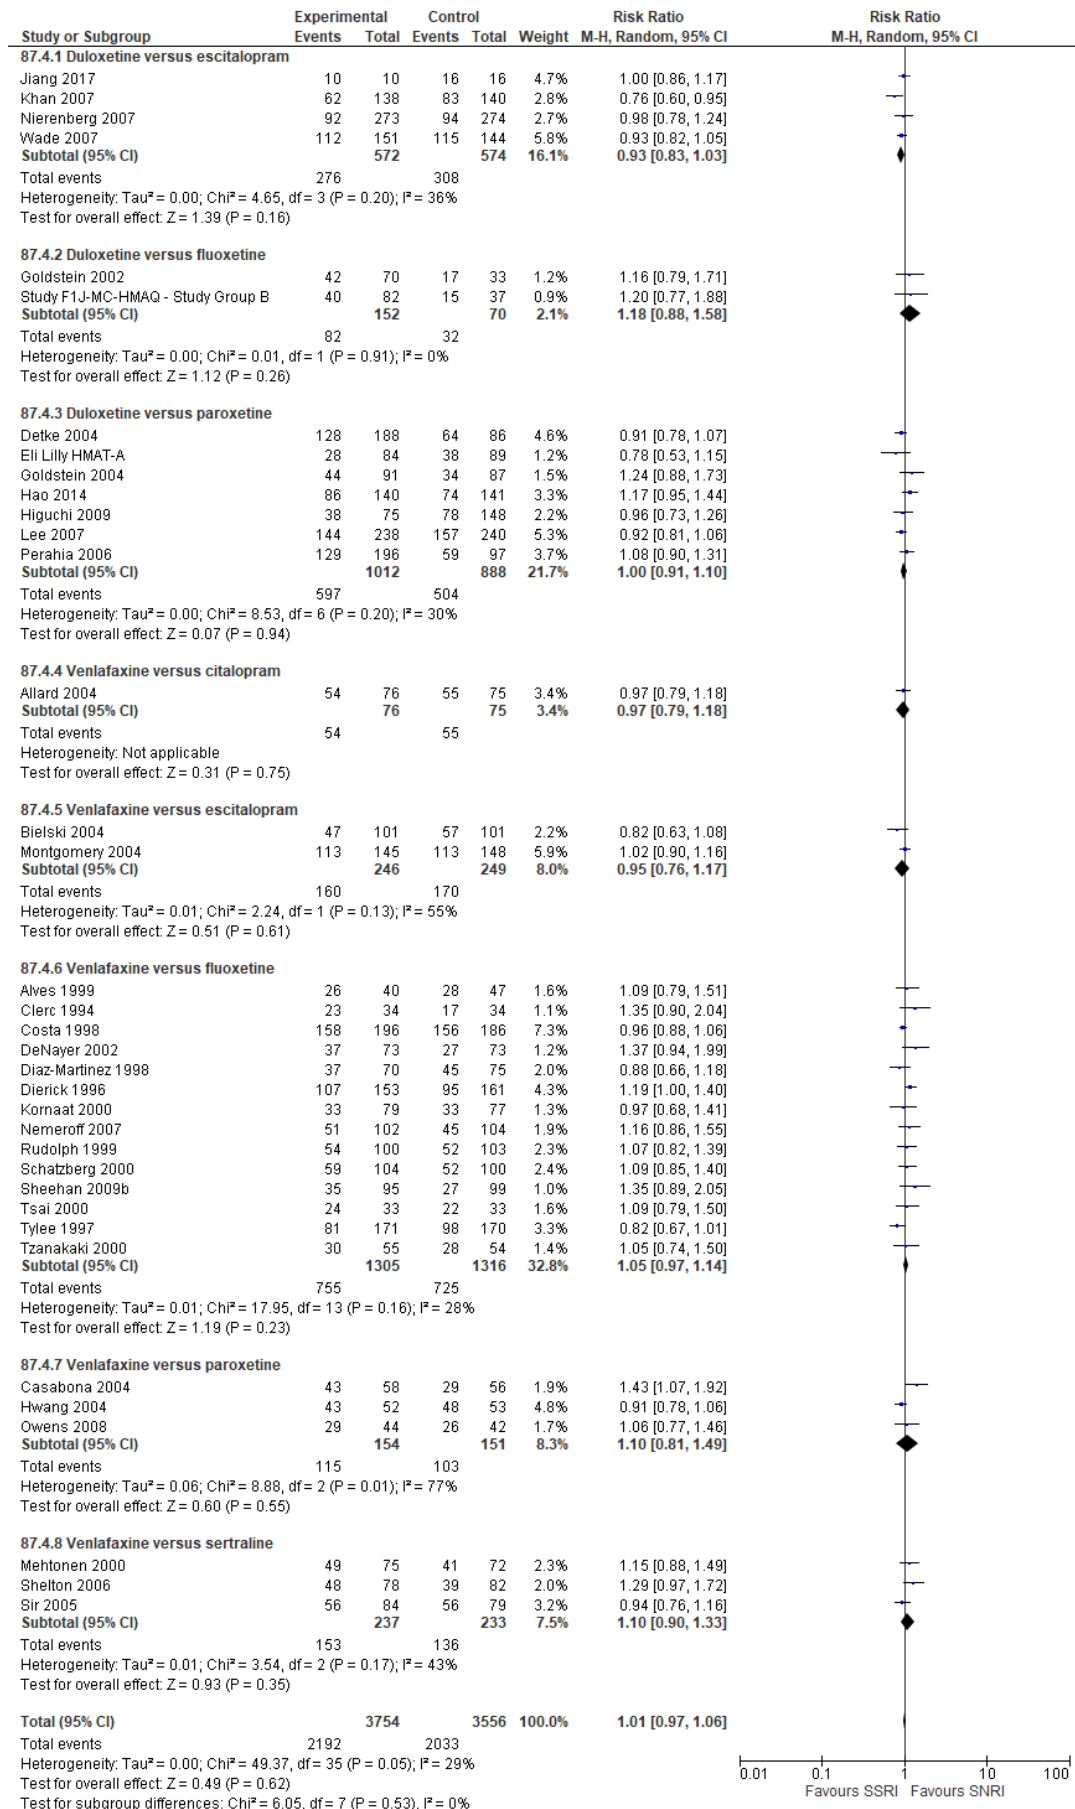 Experimental Control Risk Ratio Risk Ratio
Study or Subgroup Events Total Events Total Weight M-H, Random, 95% CI M-H, Random, 95% CI
87.4.1 Duloxetine versus escitalopram
Jiang 2017 10 10 16 16 4.7% 1.00 [0.86, 1.17]
Khan 2007 62 138 83 140 2.8% 0.76 [0.60, 0.95]
Nierenberg 2007 92 273 94 274 2.7% 0.98 [0.78, 1.24]
Wade 2007 112 151 115 144 5.8% 0.93 [0.82, 1.05]
Subtotal (95% CI) 572 574 16.1% 0.93 [0.83, 1.03]
Total events 276 308
Heterogeneity: Tau² = 0.00; Chi² = 4.65, df = 3 (P = 0.20); I² = 36%
Test for overall effect: Z = 1.39 (P = 0.16)
87.4.2 Duloxetine versus fluoxetine
Goldstein 2002 42 70 17 33 1.2% 1.16 [0.79, 1.71]
Study F1J-MC-HMAQ - Study Group B 40 82 15 37 0.9% 1.20 [0.77, 1.88]
Subtotal (95% CI) 152 70 2.1% 1.18 [0.88, 1.58]
Total events 82 32
Heterogeneity: Tau² = 0.00; Chi² = 0.01, df = 1 (P = 0.91); I² = 0%
Test for overall effect: Z = 1.12 (P = 0.26)
87.4.3 Duloxetine versus paroxetine
Detke 2004 128 188 64 86 4.6% 0.91 [0.78, 1.07]
Eli Lilly HMAT-A 28 84 38 89 1.2% 0.78 [0.53, 1.15]
Goldstein 2004 44 91 34 87 1.5% 1.24 [0.88, 1.73]
Hao 2014 86 140 74 141 3.3% 1.17 [0.95, 1.44]
Higuchi 2009 38 75 78 148 2.2% 0.96 [0.73, 1.26]
Lee 2007 144 238 157 240 5.3% 0.92 [0.81, 1.06]
Perahia 2006 129 196 59 97 3.7% 1.08 [0.90, 1.31]
Subtotal (95% CI) 1012 888 21.7% 1.00 [0.91, 1.10]
Total events 597 504
Heterogeneity: Tau² = 0.00; Chi² = 8.53, df = 6 (P = 0.20); I² = 30%
Test for overall effect: Z = 0.07 (P = 0.94)
87.4.4 Venlafaxine versus citalopram
Allard 2004 54 76 55 75 3.4% 0.97 [0.79, 1.18]
Subtotal (95% CI) 76 75 3.4% 0.97 [0.79, 1.18]
Total events 54 55
Heterogeneity: Not applicable
Test for overall effect: Z = 0.31 (P = 0.75)
87.4.5 Venlafaxine versus escitalopram
Bielski 2004 47 101 57 101 2.2% 0.82 [0.63, 1.08]
Montgomery 2004 113 145 113 148 5.9% 1.02 [0.90, 1.16]
Subtotal (95% CI) 246 249 8.0% 0.95 [0.76, 1.17]
Total events 160 170
Heterogeneity: Tau² = 0.01; Chi² = 2.24, df = 1 (P = 0.13); I² = 55%
Test for overall effect: Z = 0.51 (P = 0.61)
87.4.6 Venlafaxine versus fluoxetine
Alves 1999 26 40 28 47 1.6% 1.09 [0.79, 1.51]
Clerc 1994 23 34 17 34 1.1% 1.35 [0.90, 2.04]
Costa 1998 158 196 156 186 7.3% 0.96 [0.88, 1.06]
DeNayer 2002 37 73 27 73 1.2% 1.37 [0.94, 1.99]
Diaz-Martinez 1998 37 70 45 75 2.0% 0.88 [0.66, 1.18]
Dierick 1996 107 153 95 161 4.3% 1.19 [1.00, 1.40]
Kornaat 2000 33 79 33 77 1.3% 0.97 [0.68, 1.41]
Nemeroff 2007 51 102 45 104 1.9% 1.16 [0.86, 1.55]
Rudolph 1999 54 100 52 103 2.3% 1.07 [0.82, 1.39]
Schatzberg 2000 59 104 52 100 2.4% 1.09 [0.85, 1.40]
Sheehan 2009b 35 95 27 99 1.0% 1.35 [0.89, 2.05]
Tsai 2000 24 33 22 33 1.6% 1.09 [0.79, 1.50]
Tylee 1997 81 171 98 170 3.3% 0.82 [0.67, 1.01]
Tzanakaki 2000 30 55 28 54 1.4% 1.05 [0.74, 1.50]
Subtotal (95% CI) 1305 1316 32.8% 1.05 [0.97, 1.14]
Total events 755 725
Heterogeneity: Tau² = 0.01; Chi² = 17.95, df = 13 (P = 0.16); I² = 28%
Test for overall effect: Z = 1.19 (P = 0.23)
87.4.7 Venlafaxine versus paroxetine
Casabona 2004 43 58 29 56 1.9% 1.43 [1.07, 1.92]
Hwang 2004 43 52 48 53 4.8% 0.91 [0.78, 1.06]
Owens 2008 29 44 26 42 1.7% 1.06 [0.77, 1.46]
Subtotal (95% CI) 154 151 8.3% 1.10 [0.81, 1.49]
Total events 115 103
Heterogeneity: Tau² = 0.06; Chi² = 8.88, df = 2 (P = 0.01); I² = 77%
Test for overall effect: Z = 0.60 (P = 0.55)
87.4.8 Venlafaxine versus sertraline
Mehtonen 2000 49 75 41 72 2.3% 1.15 [0.88, 1.49]
Shelton 2006 48 78 39 82 2.0% 1.29 [0.97, 1.72]
Sir 2005 56 84 56 79 3.2% 0.94 [0.76, 1.16]
Subtotal (95% CI) 237 233 7.5% 1.10 [0.90, 1.33]
Total events 153 136
Heterogeneity: Tau² = 0.01; Chi² = 3.54, df = 2 (P = 0.17); I² = 43%
Test for overall effect: Z = 0.93 (P = 0.35)
Total (95% CI) 3754 3556 100.0% 1.01 [0.97, 1.06]
Total events 2192 2033
Heterogeneity: Tau² = 0.00; Chi² = 49.37, df = 35 (P = 0.05); I² = 29%
Test for overall effect: Z = 0.49 (P = 0.62)
Test for subgroup differences: Chi² = 6.05, df = 7 (P = 0.53), I² = 0%
0.01 0.1 1 10 100
Favours SSRI Favours SNRI